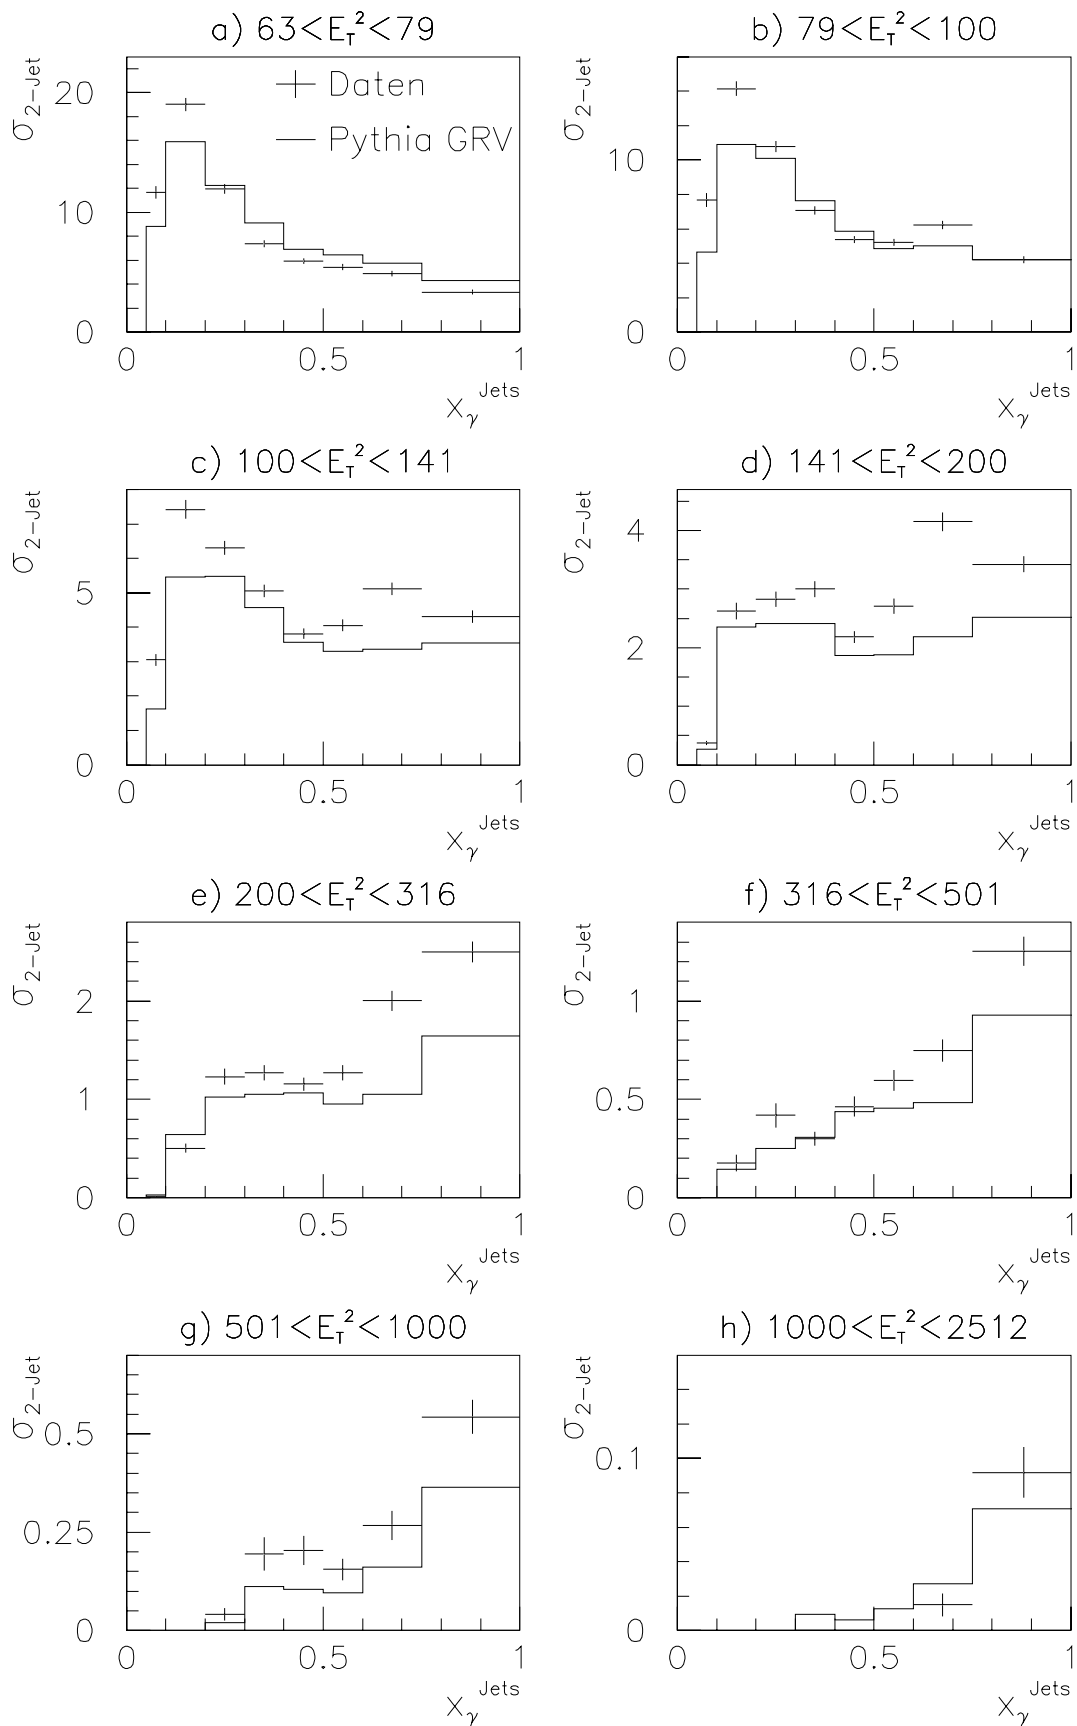 a) 63<E_T^2<79
σ_2-Jet
20
10
0
Daten
Pythia GRV
0 0.5 1
X_γ^Jets
b) 79<E_T^2<100
σ_2-Jet
10
0
0 0.5 1
X_γ^Jets
c) 100<E_T^2<141
σ_2-Jet
5
0
0 0.5 1
X_γ^Jets
d) 141<E_T^2<200
σ_2-Jet
4
2
0
0 0.5 1
X_γ^Jets
e) 200<E_T^2<316
σ_2-Jet
2
1
0
0 0.5 1
X_γ^Jets
f) 316<E_T^2<501
σ_2-Jet
1
0.5
0
0 0.5 1
X_γ^Jets
g) 501<E_T^2<1000
σ_2-Jet
0.5
0.25
0
0 0.5 1
X_γ^Jets
h) 1000<E_T^2<2512
σ_2-Jet
0.1
0
0 0.5 1
X_γ^Jets